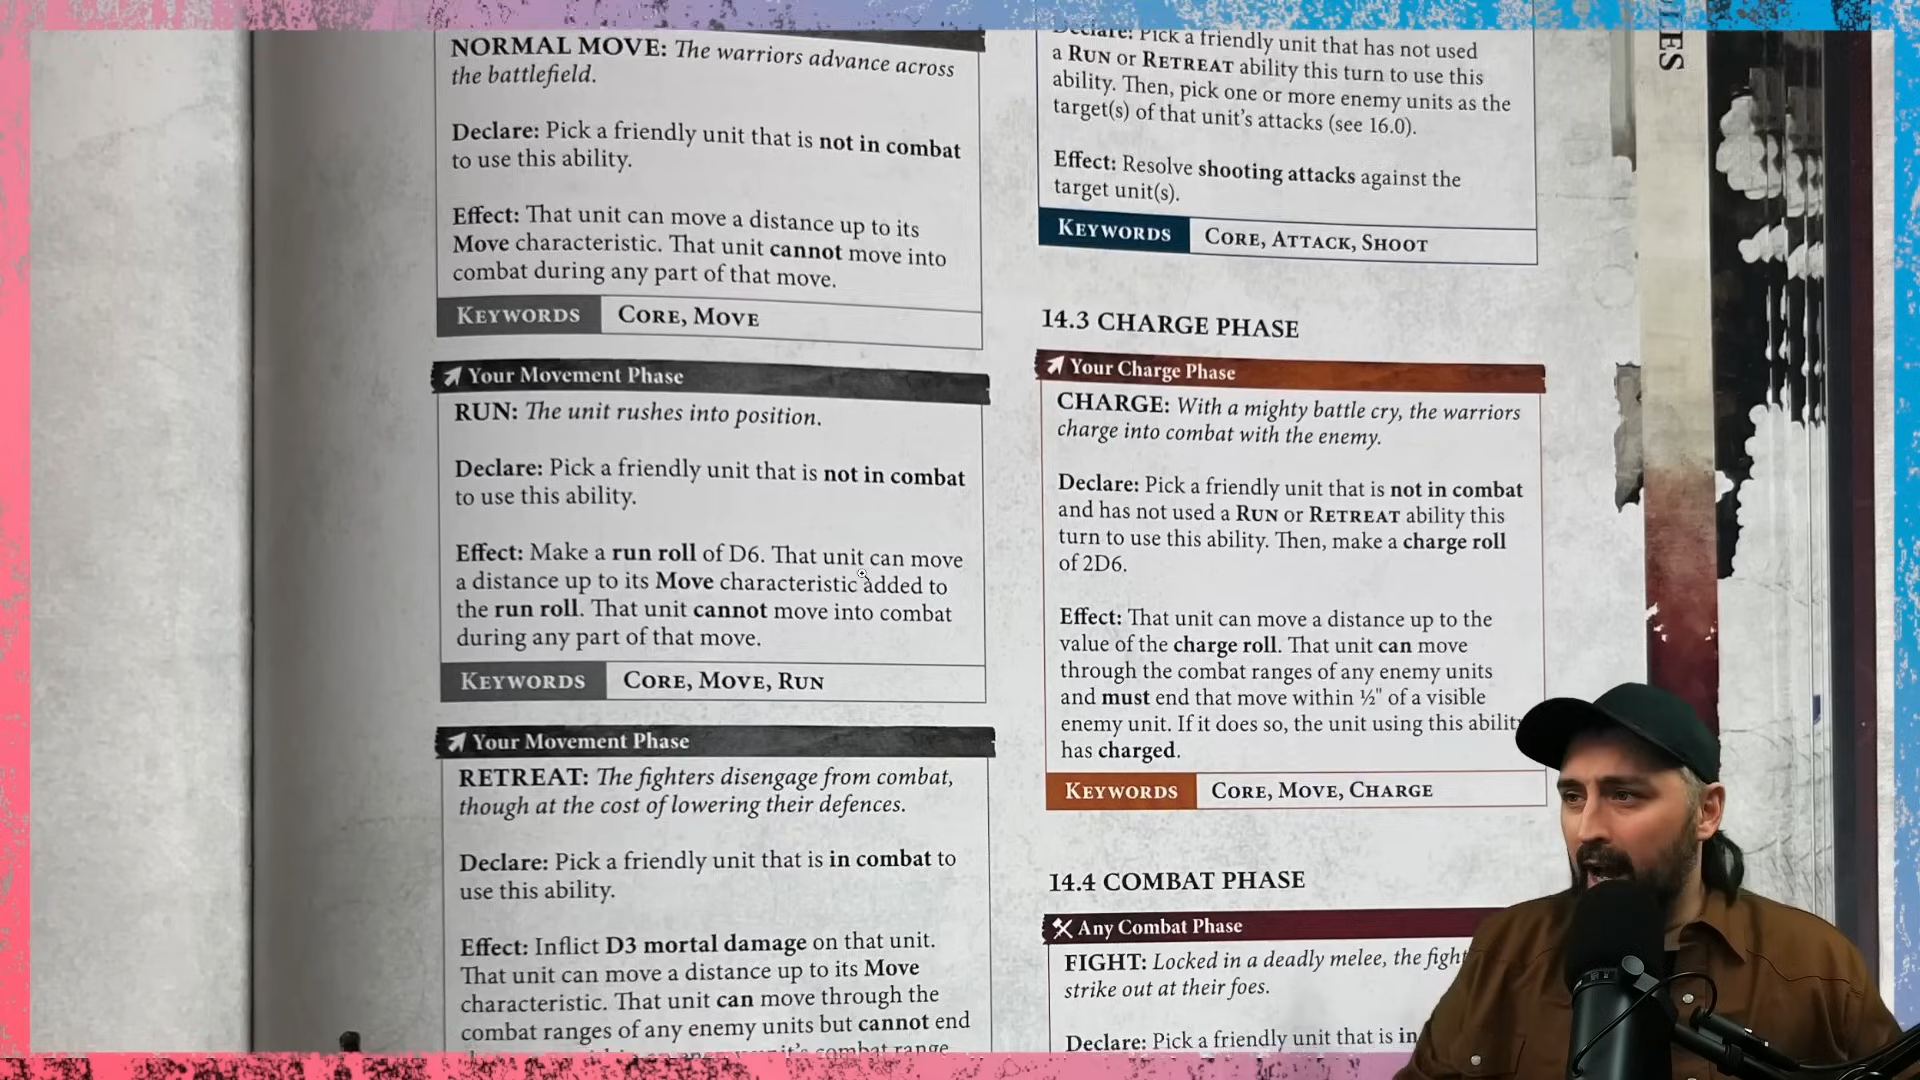 NORMAL MOVE: The warriors advance across
the battlefield.
Declare: Pick a friendly unit that is not in combat
to use this ability.
Effect: That unit can move a distance up to its
Move characteristic. That unit cannot move into
combat during any part of that move.
KEYWORDS CORE, MOVE
Your Movement Phase
RUN: The unit rushes into position.
Declare: Pick a friendly unit that is not in combat
to use this ability.
Effect: Make a run roll of D6. That unit can move
a distance up to its Move characteristic added to
the run roll. That unit cannot move into combat
during any part of that move.
KEYWORDS CORE, MOVE, RUN
Your Movement Phase
RETREAT: The fighters disengage from combat,
though at the cost of lowering their defences.
Declare: Pick a friendly unit that is in combat to
use this ability.
Effect: Inflict D3 mortal damage on that unit.
That unit can move a distance up to its Move
characteristic. That unit can move through the
combat ranges of any enemy units but cannot end
combat range
Declare: Pick a friendly unit that has not used
a RUN or RETREAT ability this turn to use this
ability. Then, pick one or more enemy units as the
target(s) of that unit's attacks (see 16.0).
Effect: Resolve shooting attacks against the
target unit(s).
KEYWORDS CORE, ATTACK, SHOOT
14.3 CHARGE PHASE
Your Charge Phase
CHARGE: With a mighty battle cry, the warriors
charge into combat with the enemy.
Declare: Pick a friendly unit that is not in combat
and has not used a RUN or RETREAT ability this
turn to use this ability. Then, make a charge roll
of 2D6.
Effect: That unit can move a distance up to the
value of the charge roll. That unit can move
through the combat ranges of any enemy units
and must end that move within ½" of a visible
enemy unit. If it does so, the unit using this abilit
has charged.
KEYWORDS CORE, MOVE, CHARGE
14.4 COMBAT PHASE
Any Combat Phase
FIGHT: Locked in a deadly melee, the fight
strike out at their foes.
Declare: Pick a friendly unit that is in